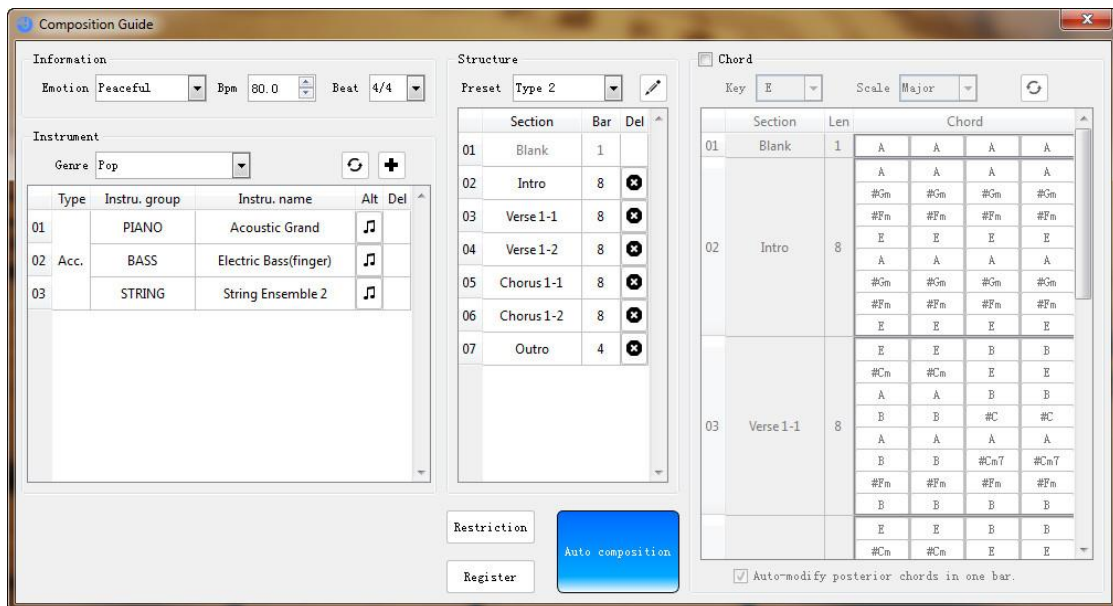 Composition Guide
Information
Emotion Peaceful Bpm 80.0 Beat 4/4
Instrument
Genre Pop
Type Instru. group Instru. name Alt Del
01 PIANO Acoustic Grand
02 Acc. BASS Electric Bass(finger)
03 STRING String Ensemble 2
Structure
Preset Type 2
Section Bar Del
01 Blank 1
02 Intro 8
03 Verse 1-1 8
04 Verse 1-2 8
05 Chorus 1-1 8
06 Chorus 1-2 8
07 Outro 4
Restriction
Register
Auto composition
Chord
Key E Scale Major
Section Len Chord
01 Blank 1 A A A A
A A A A
#Gm #Gm #Gm #Gm
#Fm #Fm #Fm #Fm
E E E E
02 Intro 8
A A A A
#Gm #Gm #Gm #Gm
#Fm #Fm #Fm #Fm
E E E E
E E B B
#Cm #Cm E E
A A B B
B B #C #C
03 Verse 1-1 8
A A A A
B B #Cm7 #Cm7
#Fm #Fm #Fm #Fm
B B B B
E E B B
#Cm #Cm E E
Auto-modify posterior chords in one bar.